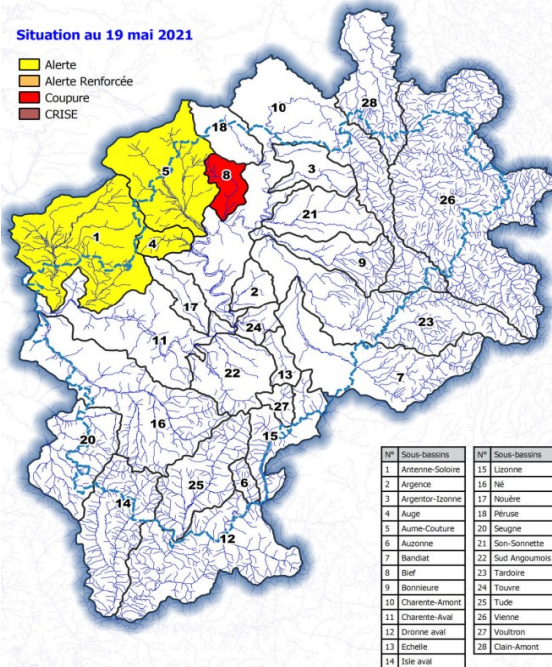 Situation au 19 mai 2021
Alerte
Alerte Renforcée
Coupure
CRISE
28
10
18
5
8
3
26
21
1
4
9
2
17
24
23
11
22
13
7
27
16
15
20
25
6
14
12
N° Sous-bassins
1 Antenne-Soloire
2 Argence
3 Argentor-Izonne
4 Auge
5 Aume-Couture
6 Auzonne
7 Bandiat
8 Bief
9 Bonnieure
10 Charente-Amont
11 Charente-Aval
12 Dronne aval
13 Echelle
14 Isle aval
N° Sous-bassins
15 Lizonne
16 Né
17 Nouère
18 Péruse
20 Seugne
21 Son-Sonnette
22 Sud Angoumois
23 Tardoire
24 Touvre
25 Tude
26 Vienne
27 Voultron
28 Clain-Amont